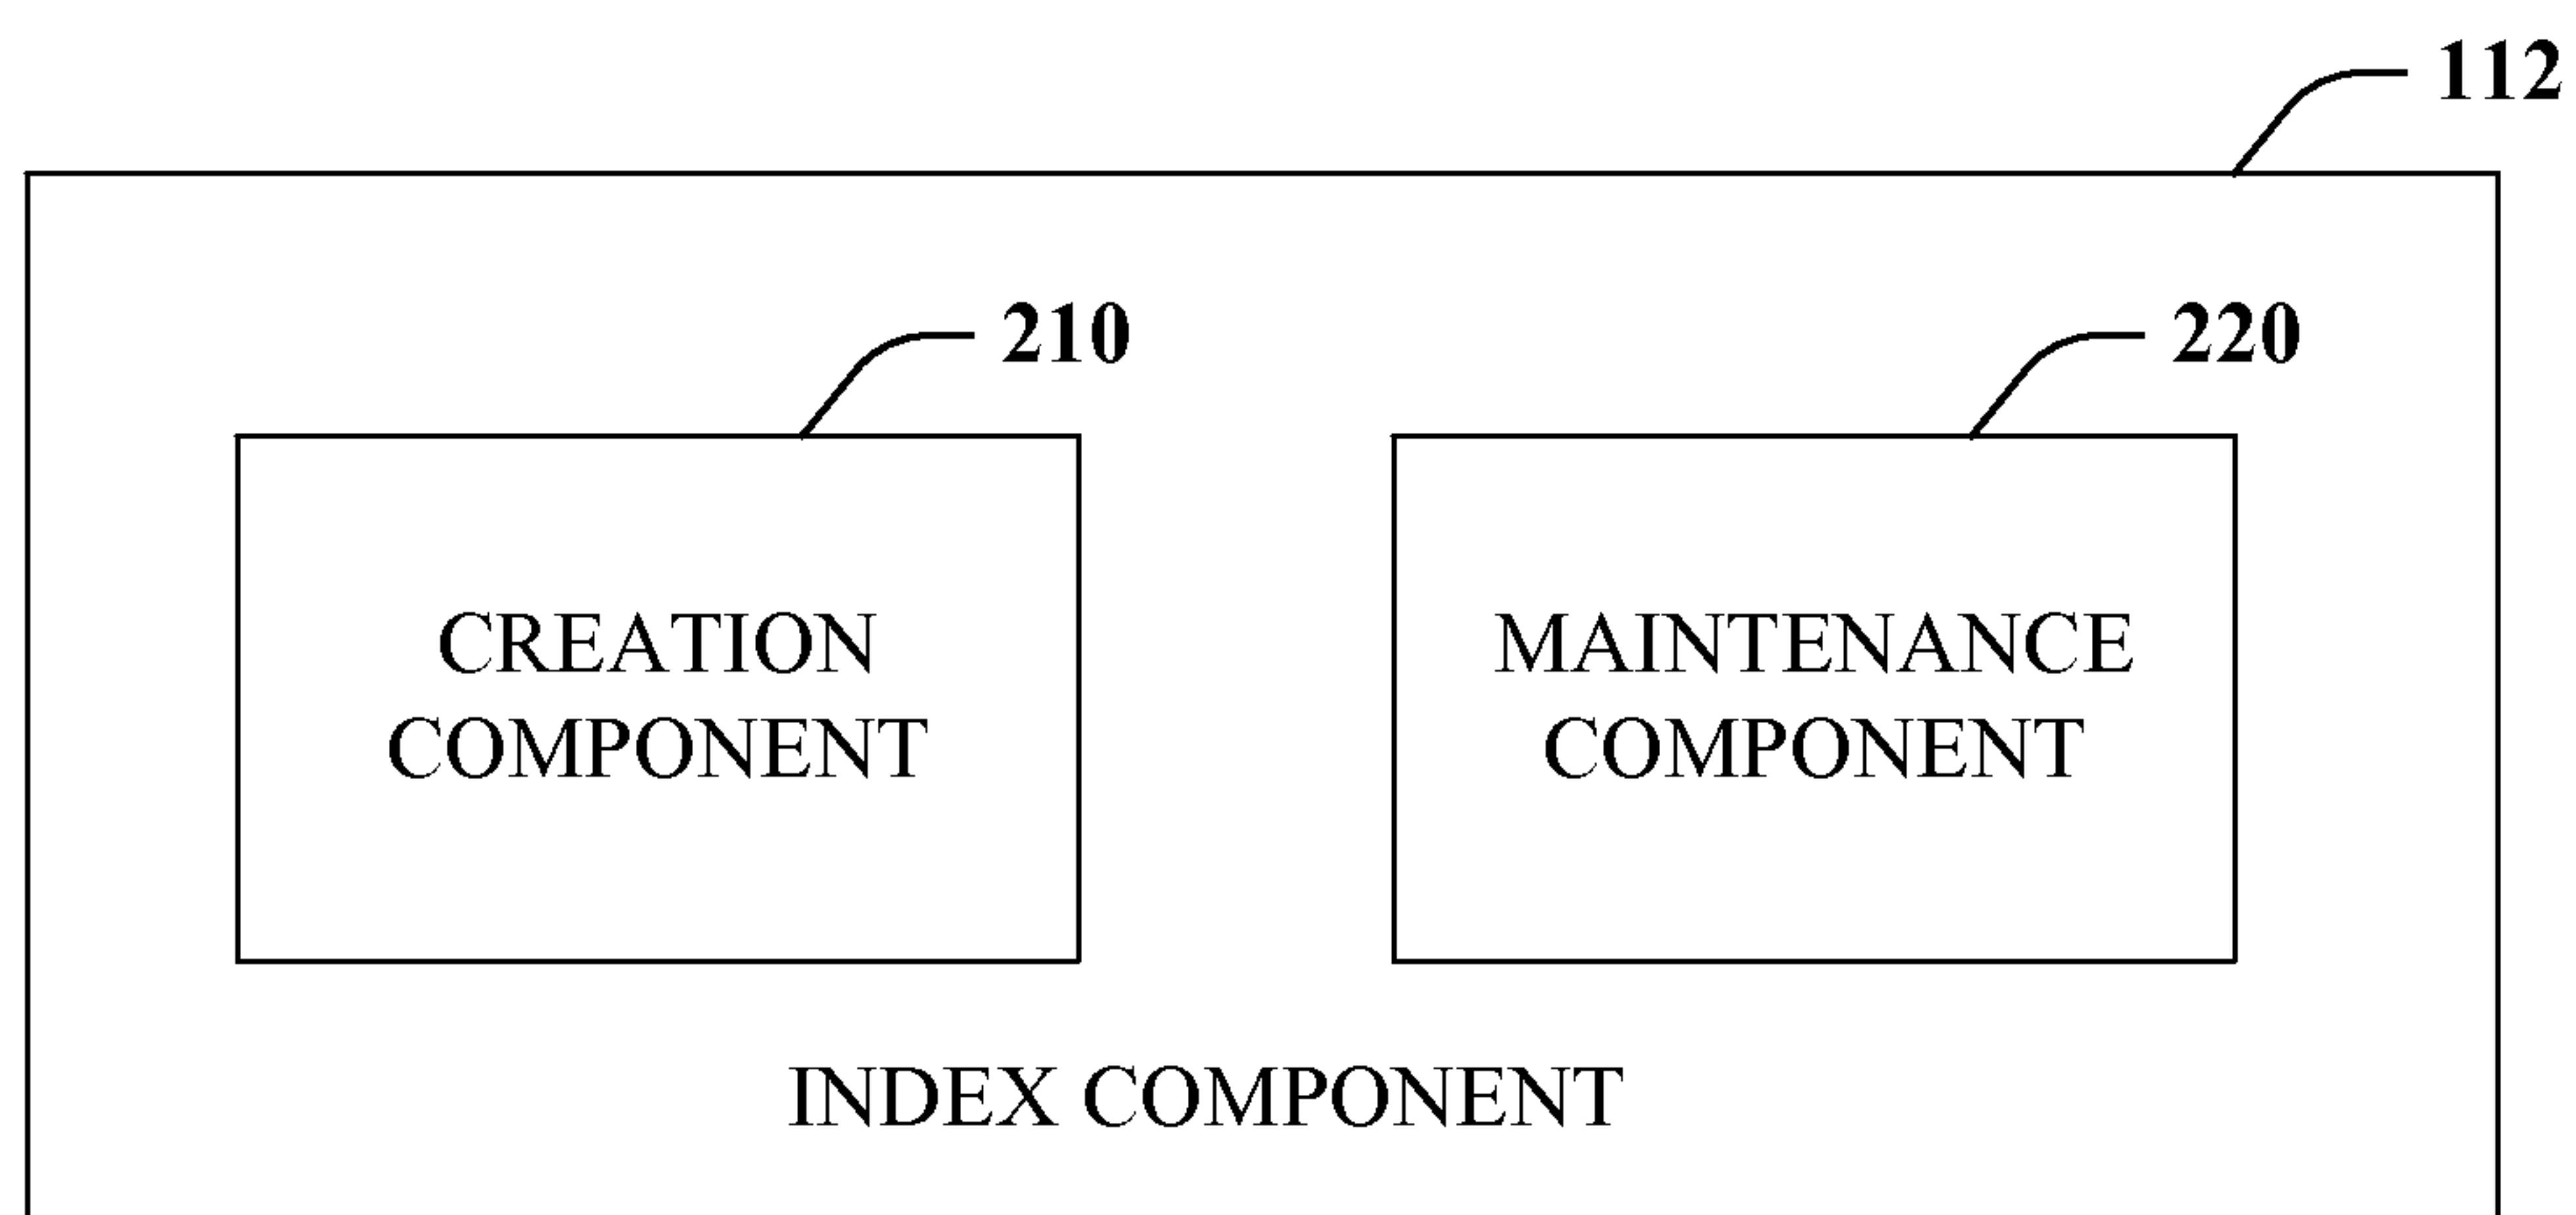 112
210
220
CREATION
COMPONENT
MAINTENANCE
COMPONENT
INDEX COMPONENT